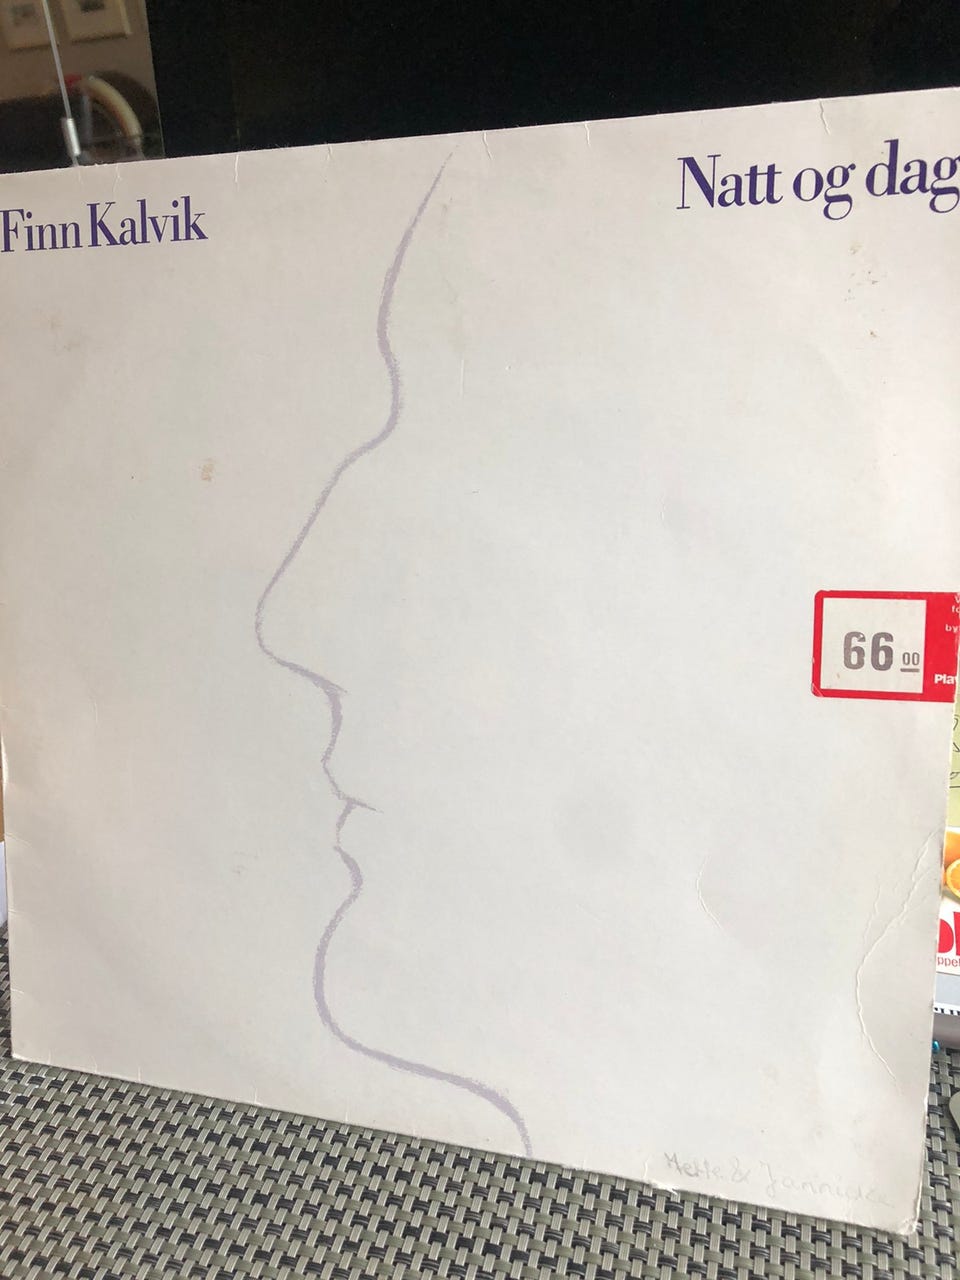 Finn Kalvik
Natt og dag
66 00
Mette & Jannicke